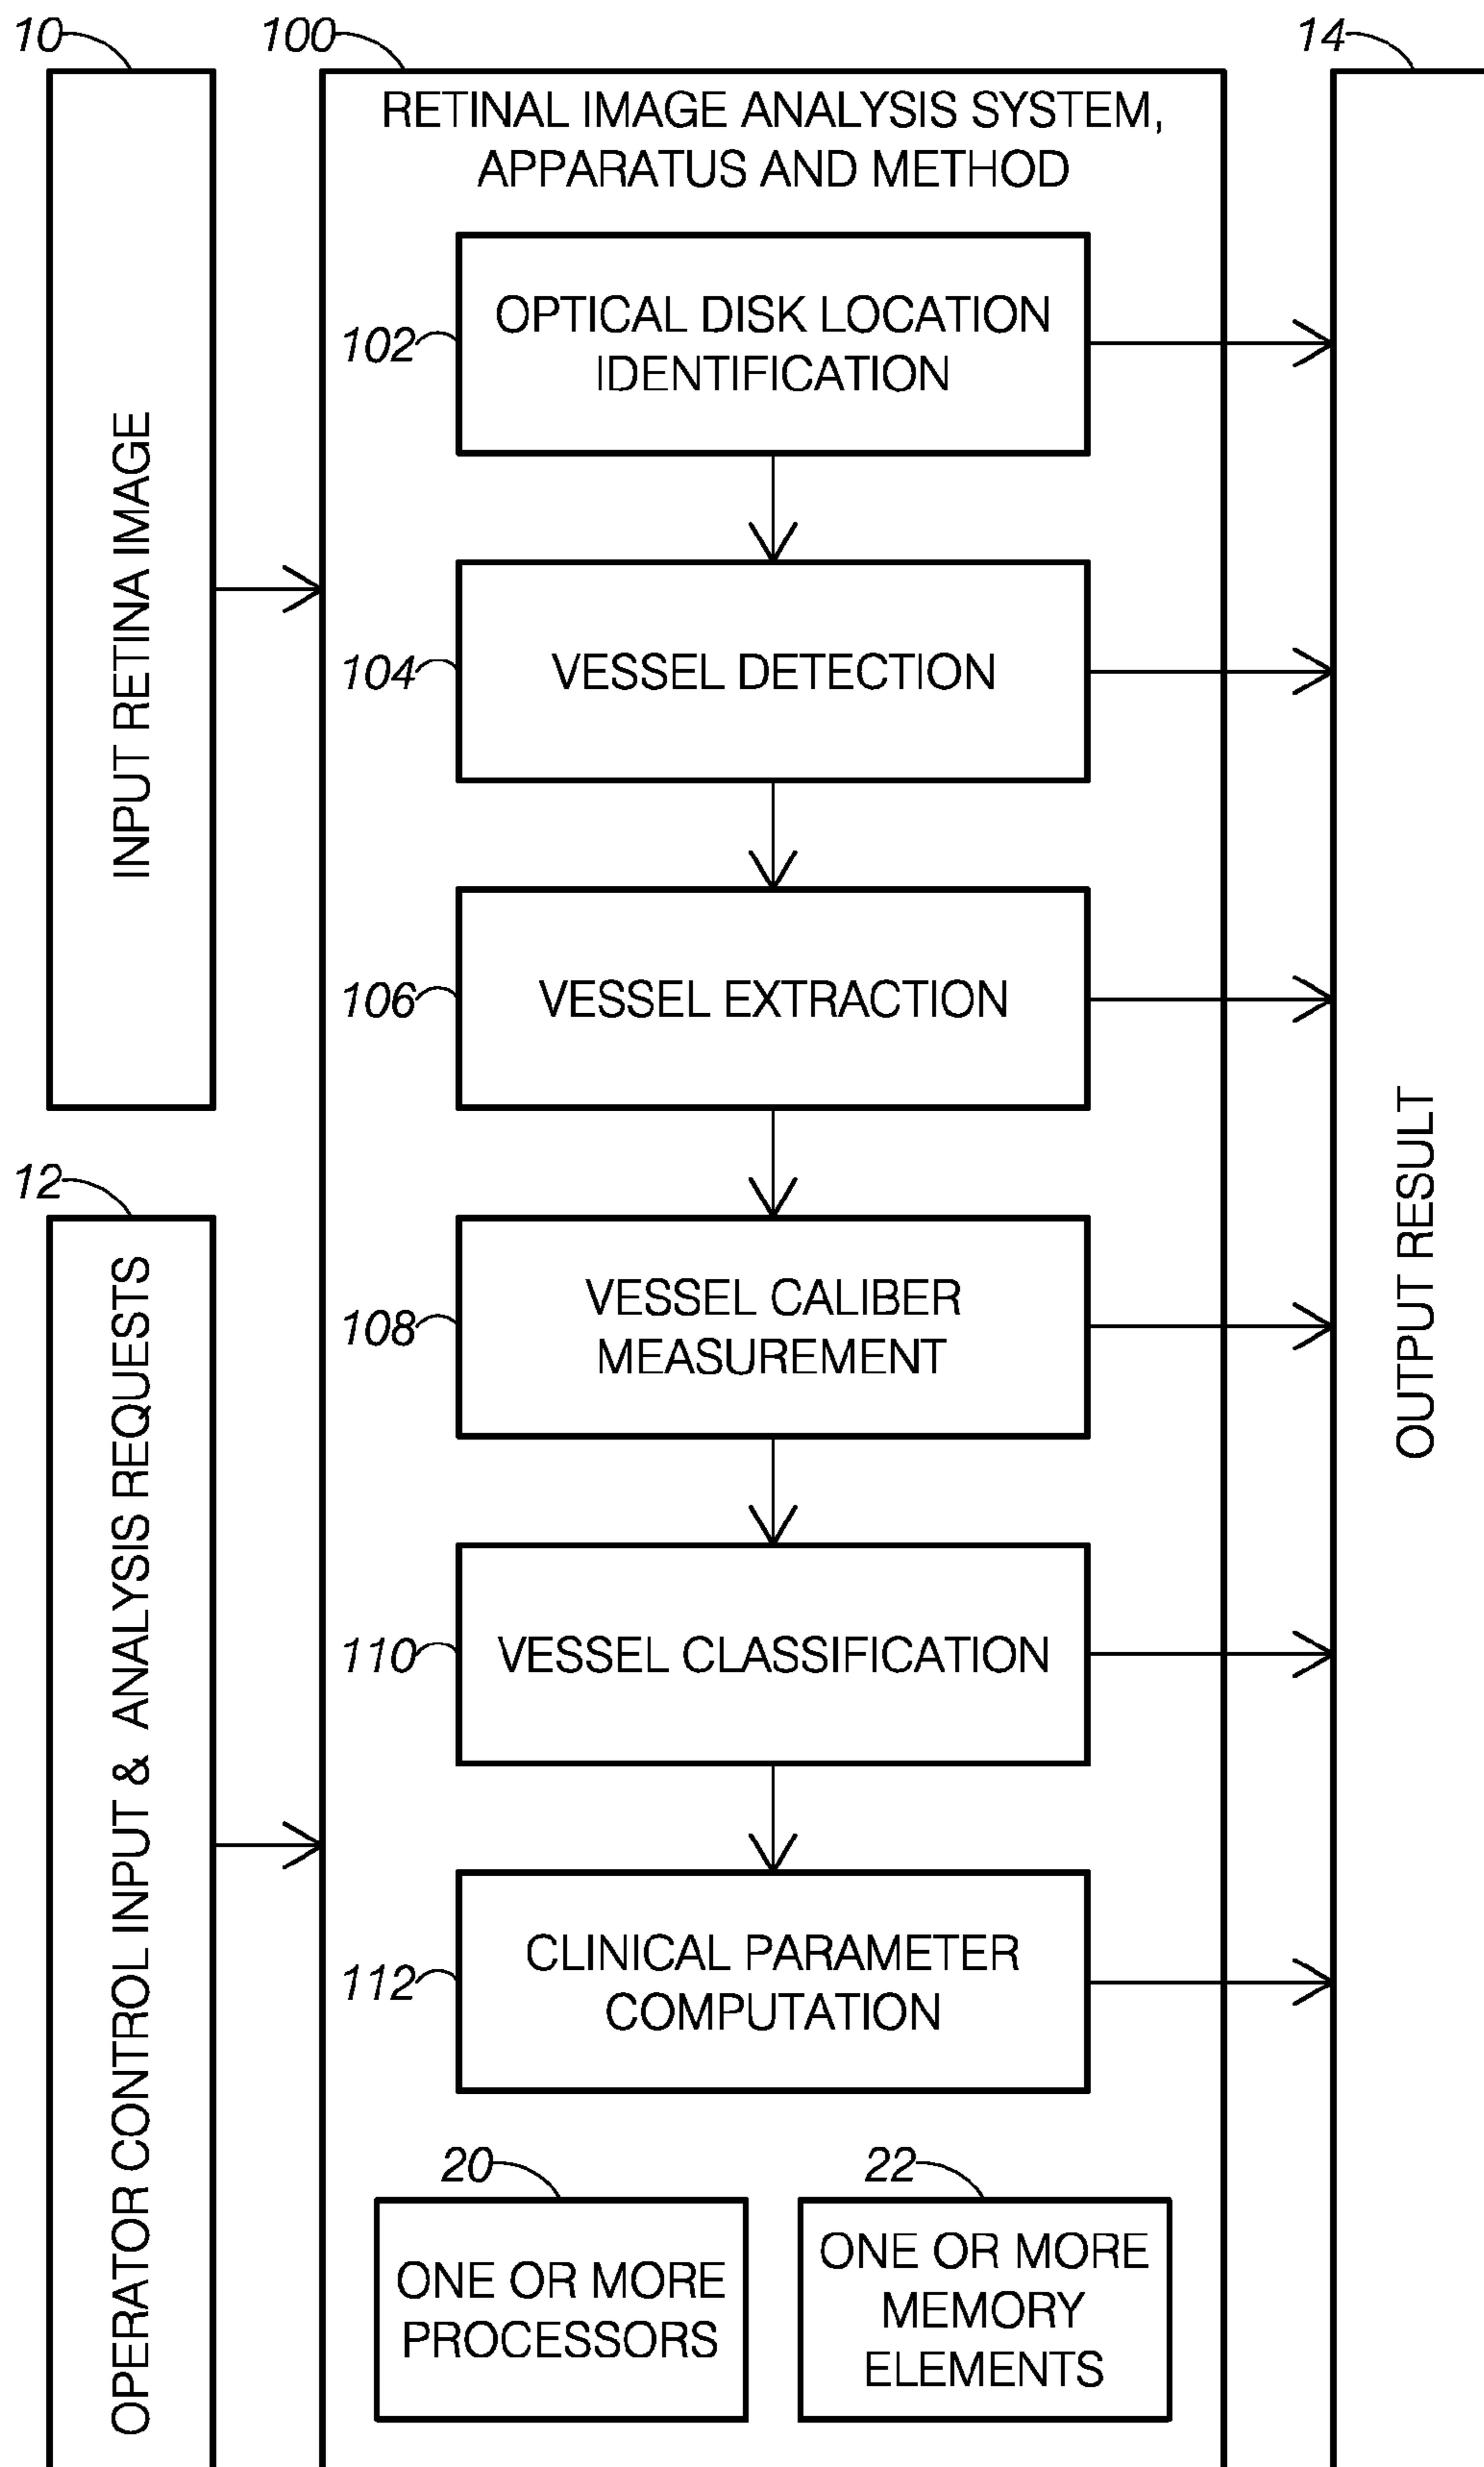 10
100
14
INPUT RETINA IMAGE
RETINAL IMAGE ANALYSIS SYSTEM,
APPARATUS AND METHOD
102
OPTICAL DISK LOCATION
IDENTIFICATION
104
VESSEL DETECTION
106
VESSEL EXTRACTION
12
OPERATOR CONTROL INPUT & ANALYSIS REQUESTS
108
VESSEL CALIBER
MEASUREMENT
OUTPUT RESULT
110
VESSEL CLASSIFICATION
112
CLINICAL PARAMETER
COMPUTATION
20
ONE OR MORE
PROCESSORS
22
ONE OR MORE
MEMORY
ELEMENTS